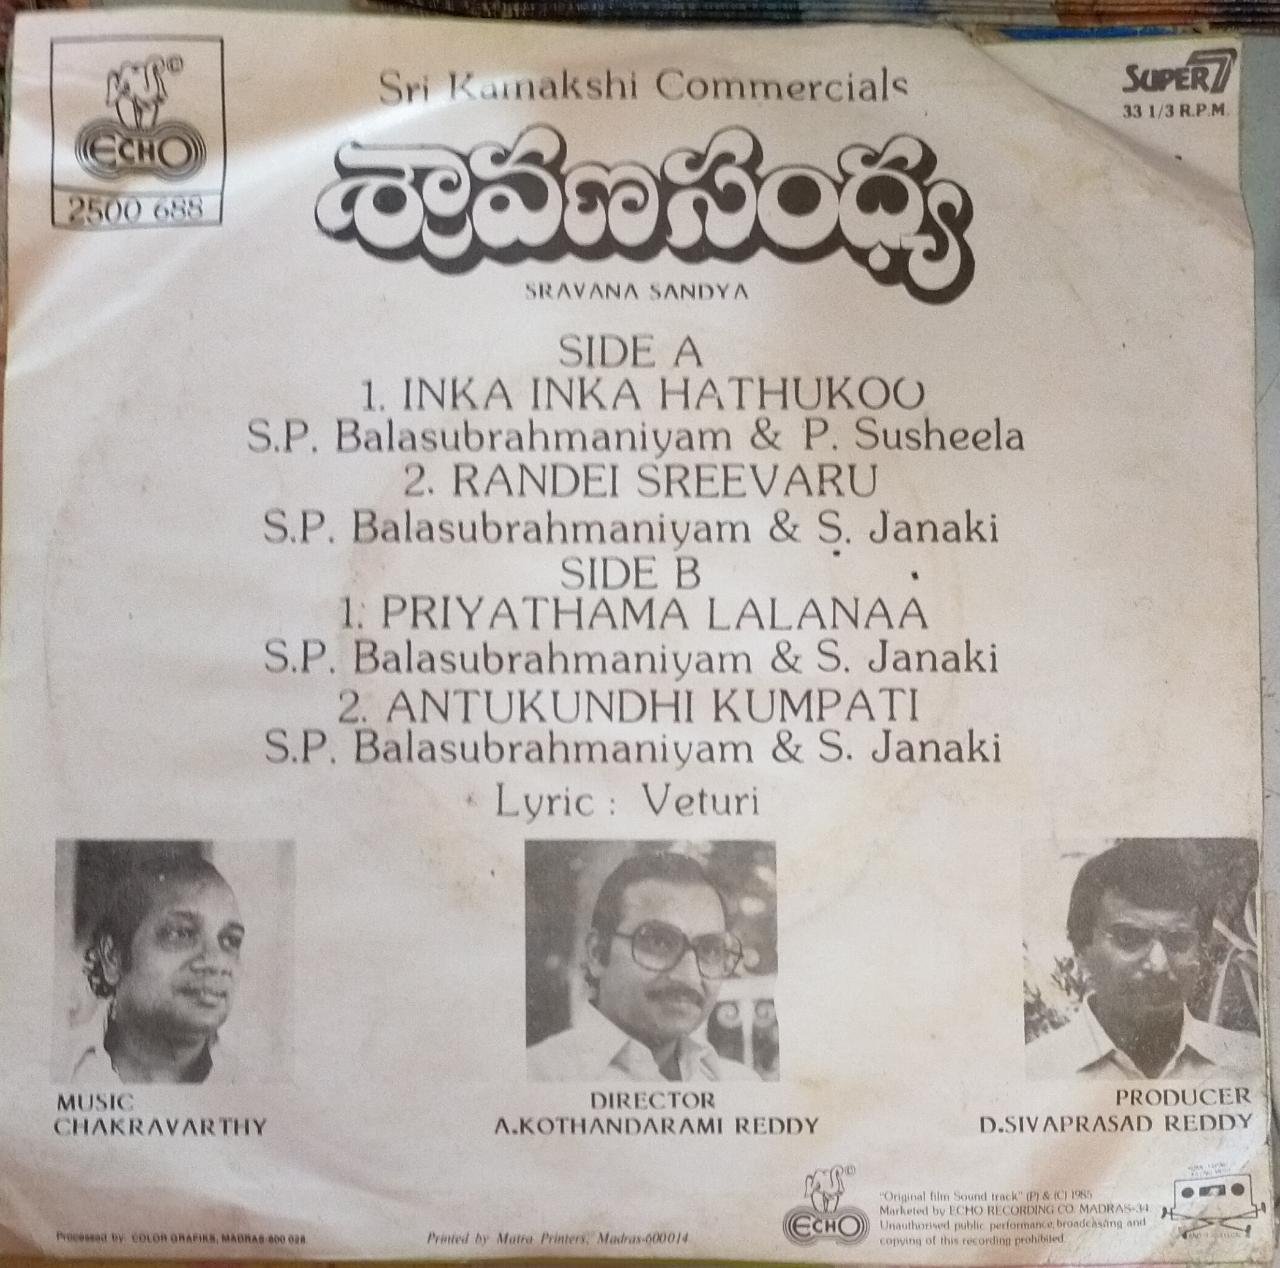 ECHO
2500 688
Sri Kamakshi Commercials
SUPER 7
33 1/3 R.P.M.
శ్రావణసంధ్య
SRAVANA SANDYA
SIDE A
1. INKA INKA HATHUKOO
S.P. Balasubrahmaniyam & P. Susheela
2. RANDEI SREEVARU
S.P. Balasubrahmaniyam & S. Janaki
SIDE B
1. PRIYATHAMA LALANAA
S.P. Balasubrahmaniyam & S. Janaki
2. ANTUKUNDHI KUMPATI
S.P. Balasubrahmaniyam & S. Janaki
Lyric : Veturi
MUSIC
CHAKRAVARTHY
DIRECTOR
A.KOTHANDARAMI REDDY
PRODUCER
D.SIVAPRASAD REDDY
ECHO
"Original film Sound track" (P) & (C) 1985
Marketed by ECHO RECORDING CO. MADRAS-34
Unauthorised public performance, broadcasting and
copying of this recording prohibited
Processed by: COLOR GRAFIKS, MADRAS-600 028.
Printed by Matra Printers, Madras-600014